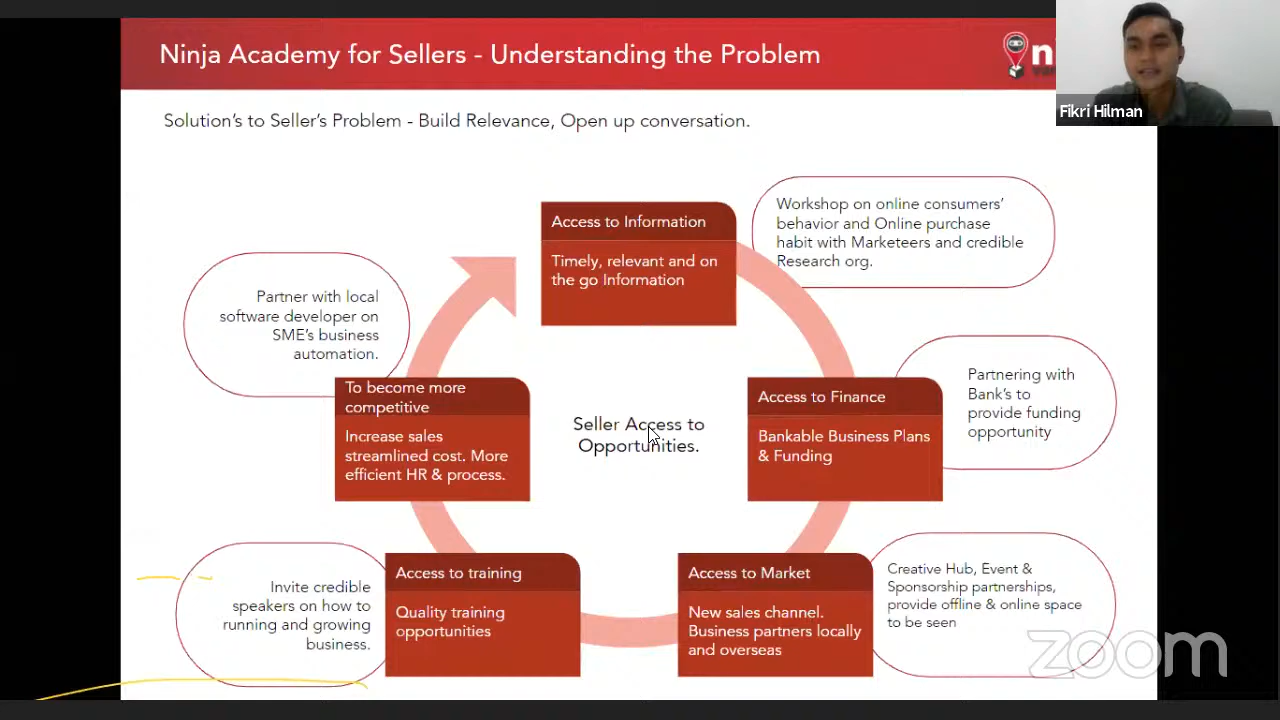 Ninja Academy for Sellers - Understanding the Problem
Fikri Hilman
Solution's to Seller's Problem - Build Relevance, Open up conversation.
Access to Information
Timely, relevant and on
the go Information
Workshop on online consumers'
behavior and Online purchase
habit with Marketeers and credible
Research org.
Partner with local
software developer on
SME's business
automation.
To become more
competitive
Increase sales
streamlined cost. More
efficient HR & process.
Seller Access to
Opportunities.
Access to Finance
Bankable Business Plans
& Funding
Partnering with
Bank's to
provide funding
opportunity
Invite credible
speakers on how to
running and growing
business.
Access to training
Quality training
opportunities
Access to Market
New sales channel.
Business partners locally
and overseas
Creative Hub, Event &
Sponsorship partnerships,
provide offline & online space
to be seen
zoom